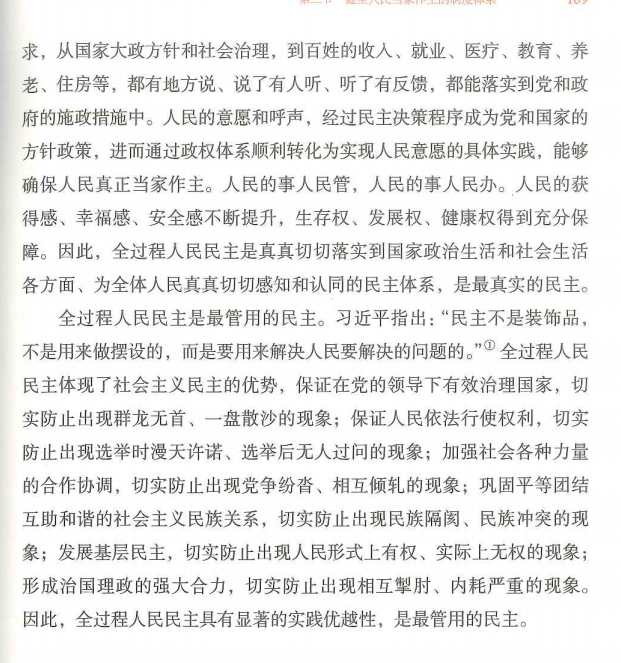 第二节 健全人民当家作主的制度体系 169
求，从国家大政方针和社会治理，到百姓的收入、就业、医疗、教育、养
老、住房等，都有地方说、说了有人听、听了有反馈，都能落实到党和政
府的施政措施中。人民的意愿和呼声，经过民主决策程序成为党和国家的
方针政策，进而通过政权体系顺利转化为实现人民意愿的具体实践，能够
确保人民真正当家作主。人民的事人民管，人民的事人民办。人民的获
得感、幸福感、安全感不断提升，生存权、发展权、健康权得到充分保
障。因此，全过程人民民主是真真切切落实到国家政治生活和社会生活
各方面、为全体人民真真切切感知和认同的民主体系，是最真实的民主。
全过程人民民主是最管用的民主。习近平指出：“民主不是装饰品，
不是用来做摆设的，而是要用来解决人民要解决的问题的。”①全过程人民
民主体现了社会主义民主的优势，保证在党的领导下有效治理国家，切
实防止出现群龙无首、一盘散沙的现象；保证人民依法行使权利，切实
防止出现选举时漫天许诺、选举后无人过问的现象；加强社会各种力量
的合作协调，切实防止出现党争纷沓、相互倾轧的现象；巩固平等团结
互助和谐的社会主义民族关系，切实防止出现民族隔阂、民族冲突的现
象；发展基层民主，切实防止出现人民形式上有权、实际上无权的现象；
形成治国理政的强大合力，切实防止出现相互掣肘、内耗严重的现象。
因此，全过程人民民主具有显著的实践优越性，是最管用的民主。